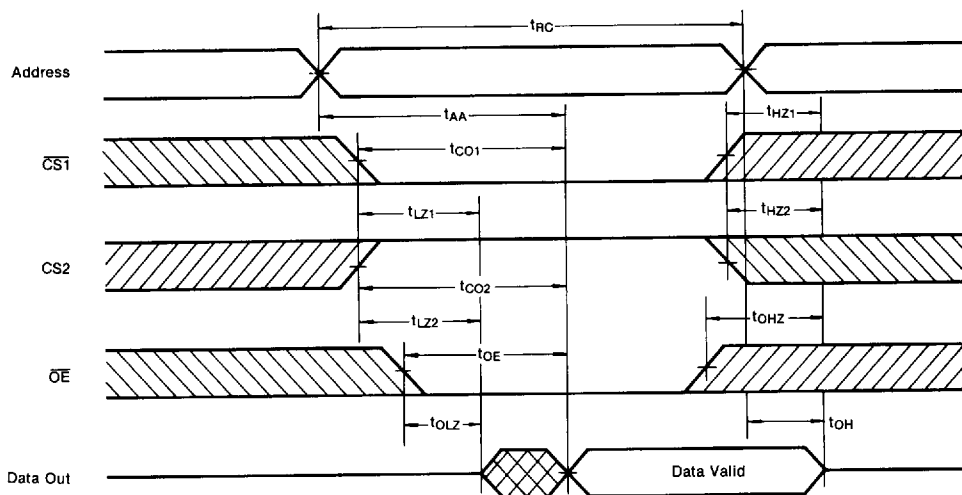 tRC
Address
tAA
tHZ1
tCO1
CS1
tLZ1
tHZ2
CS2
tCO2
tLZ2
tOHZ
tOE
OE
tOLZ
tOH
Data Out
Data Valid